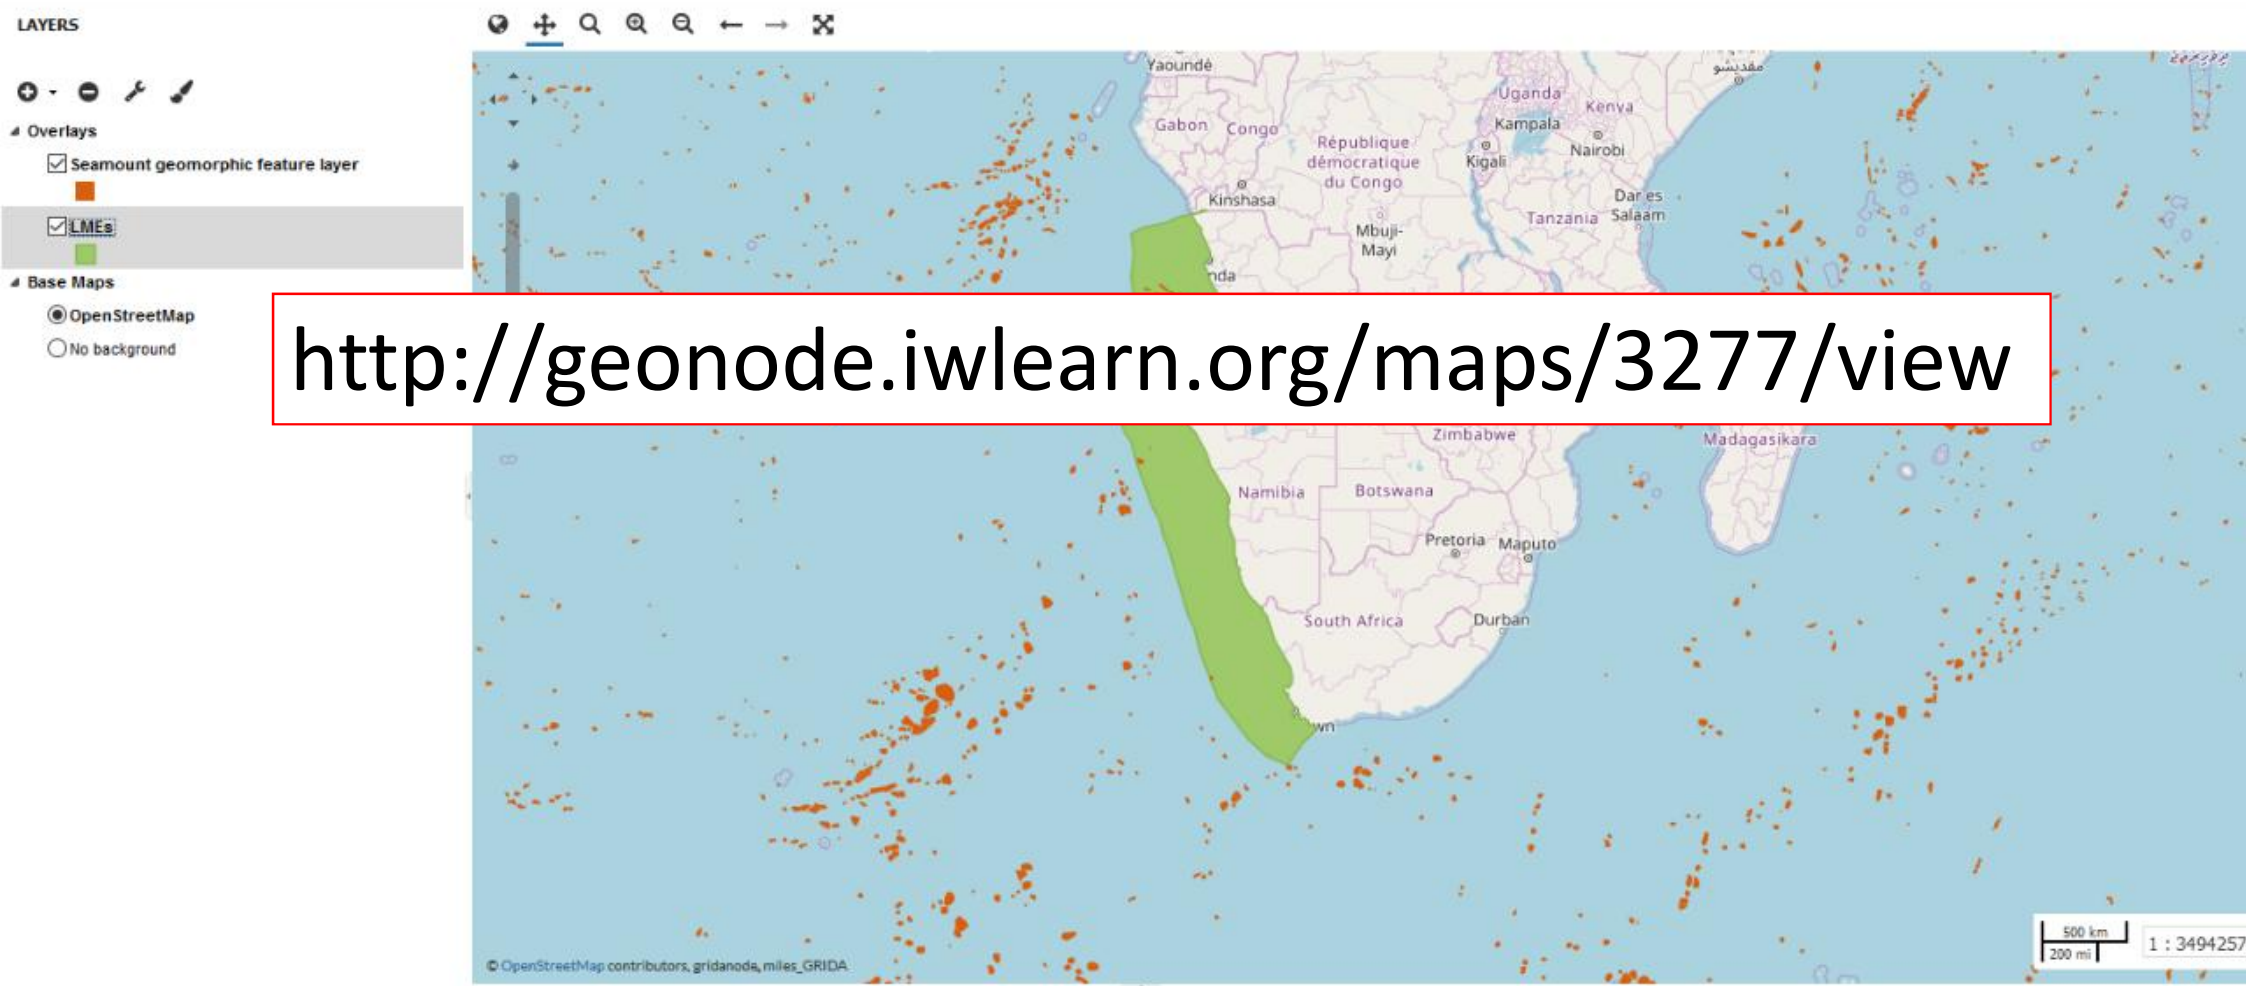 LAYERS
Overlays
Seamount geomorphic feature layer
LMEs
Base Maps
OpenStreetMap
No background
http://geonode.iwlearn.org/maps/3277/view
Yaoundé
Gabon
Congo
République
démocratique
du Congo
Uganda
Kampala
Kenya
Nairobi
Kigali
Kinshasa
Mbuji-
Mayi
Tanzania
Dar es
Salaam
مقديشو
nda
Zimbabwe
Madagasikara
Namibia
Botswana
Pretoria
Maputo
South Africa
Durban
wn
© OpenStreetMap contributors, gridanode, miles_GRIDA
500 km
200 mi
1 : 3494257